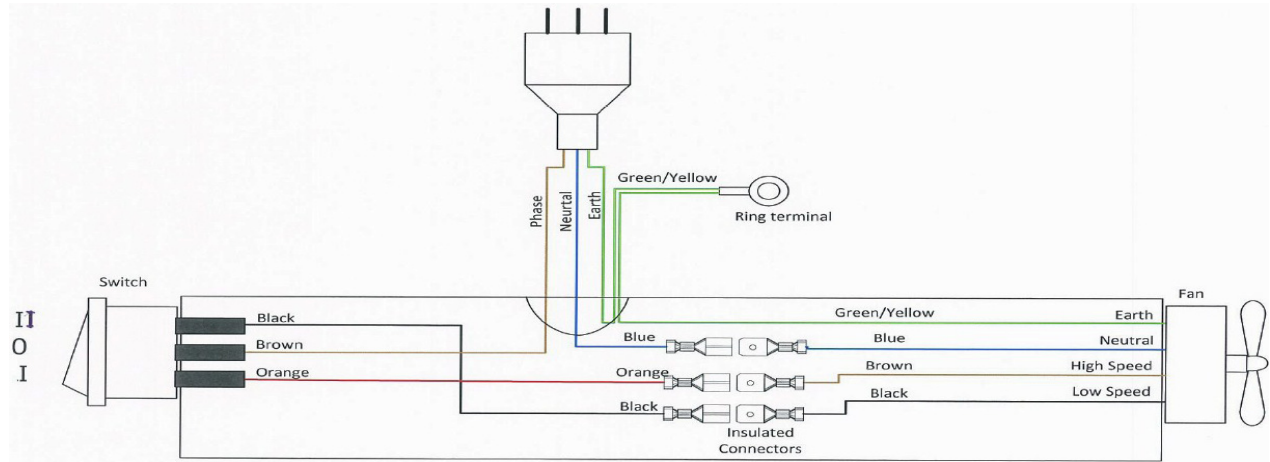 Green/Yellow
Phase
Neurtal
Earth
Ring terminal
Switch
Fan
Black
Green/Yellow
Earth
II
O
I
Brown
Blue
Blue
Neutral
Orange
Orange
Brown
High Speed
Black
Black
Low Speed
Insulated
Connectors